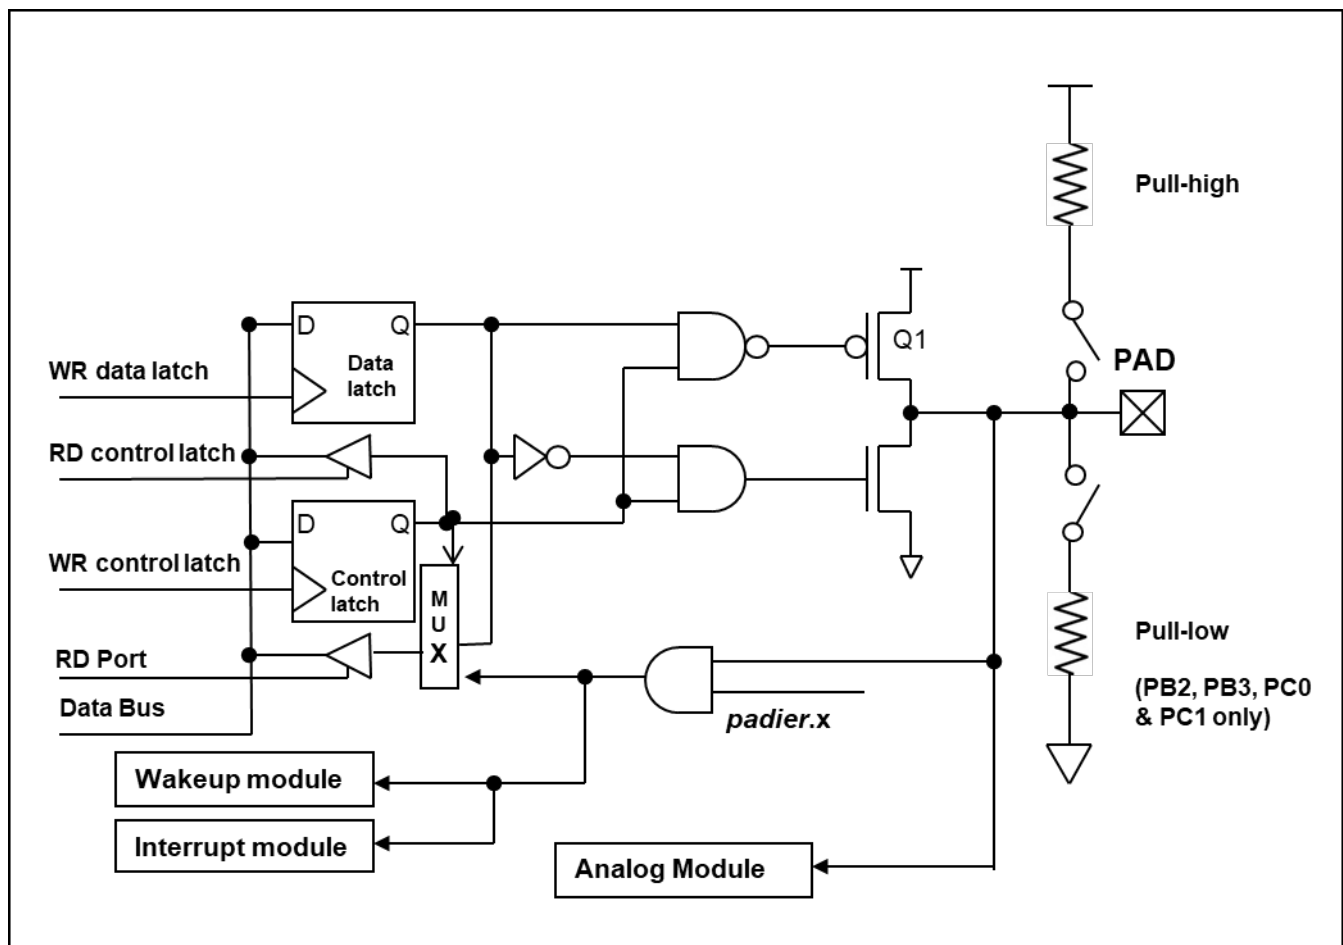 Pull-high
D
Q
Data
latch
Q1
PAD
WR data latch
RD control latch
D
Q
WR control latch
Control
latch
M
U
X
Pull-low
RD Port
(PB2, PB3, PC0
& PC1 only)
Data Bus
padier.x
Wakeup module
Interrupt module
Analog Module